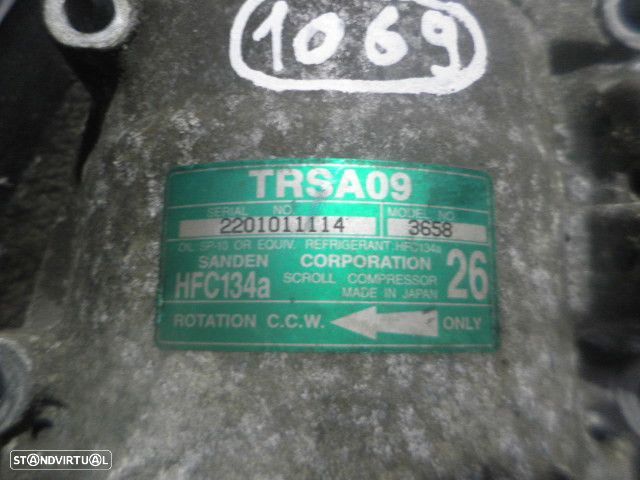 1069
TRSA09
SERIAL NO. MODEL NO.
2201011114 3658
OIL SP-10 OR EQUIV. REFRIGERANT.HFC134a
SANDEN CORPORATION 26
HFC134a SCROLL COMPRESSOR
MADE IN JAPAN
ROTATION C.C.W. ONLY
STANDVIRTUAL